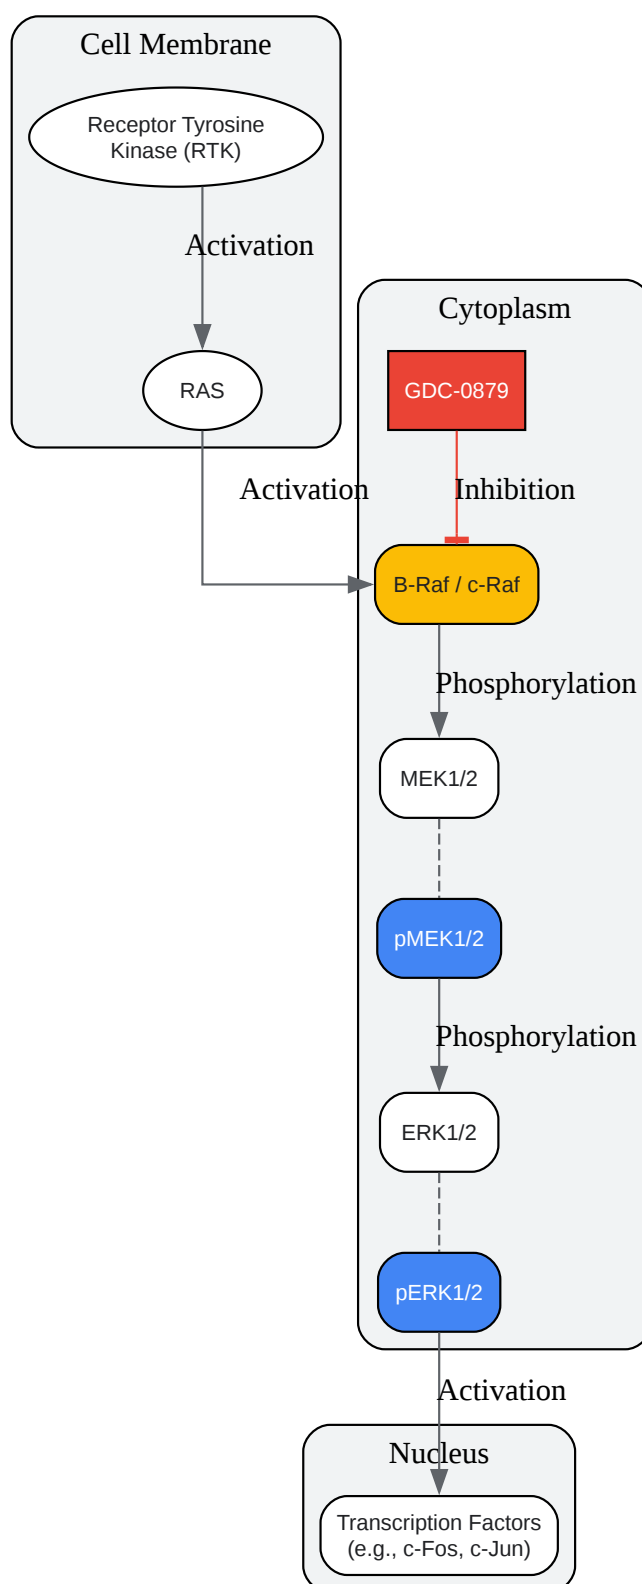 Cell Membrane
Receptor Tyrosine
Kinase (RTK)
Activation
RAS
Cytoplasm
GDC-0879
Activation
Inhibition
B-Raf / c-Raf
Phosphorylation
MEK1/2
pMEK1/2
Phosphorylation
ERK1/2
pERK1/2
Activation
Nucleus
Transcription Factors
(e.g., c-Fos, c-Jun)